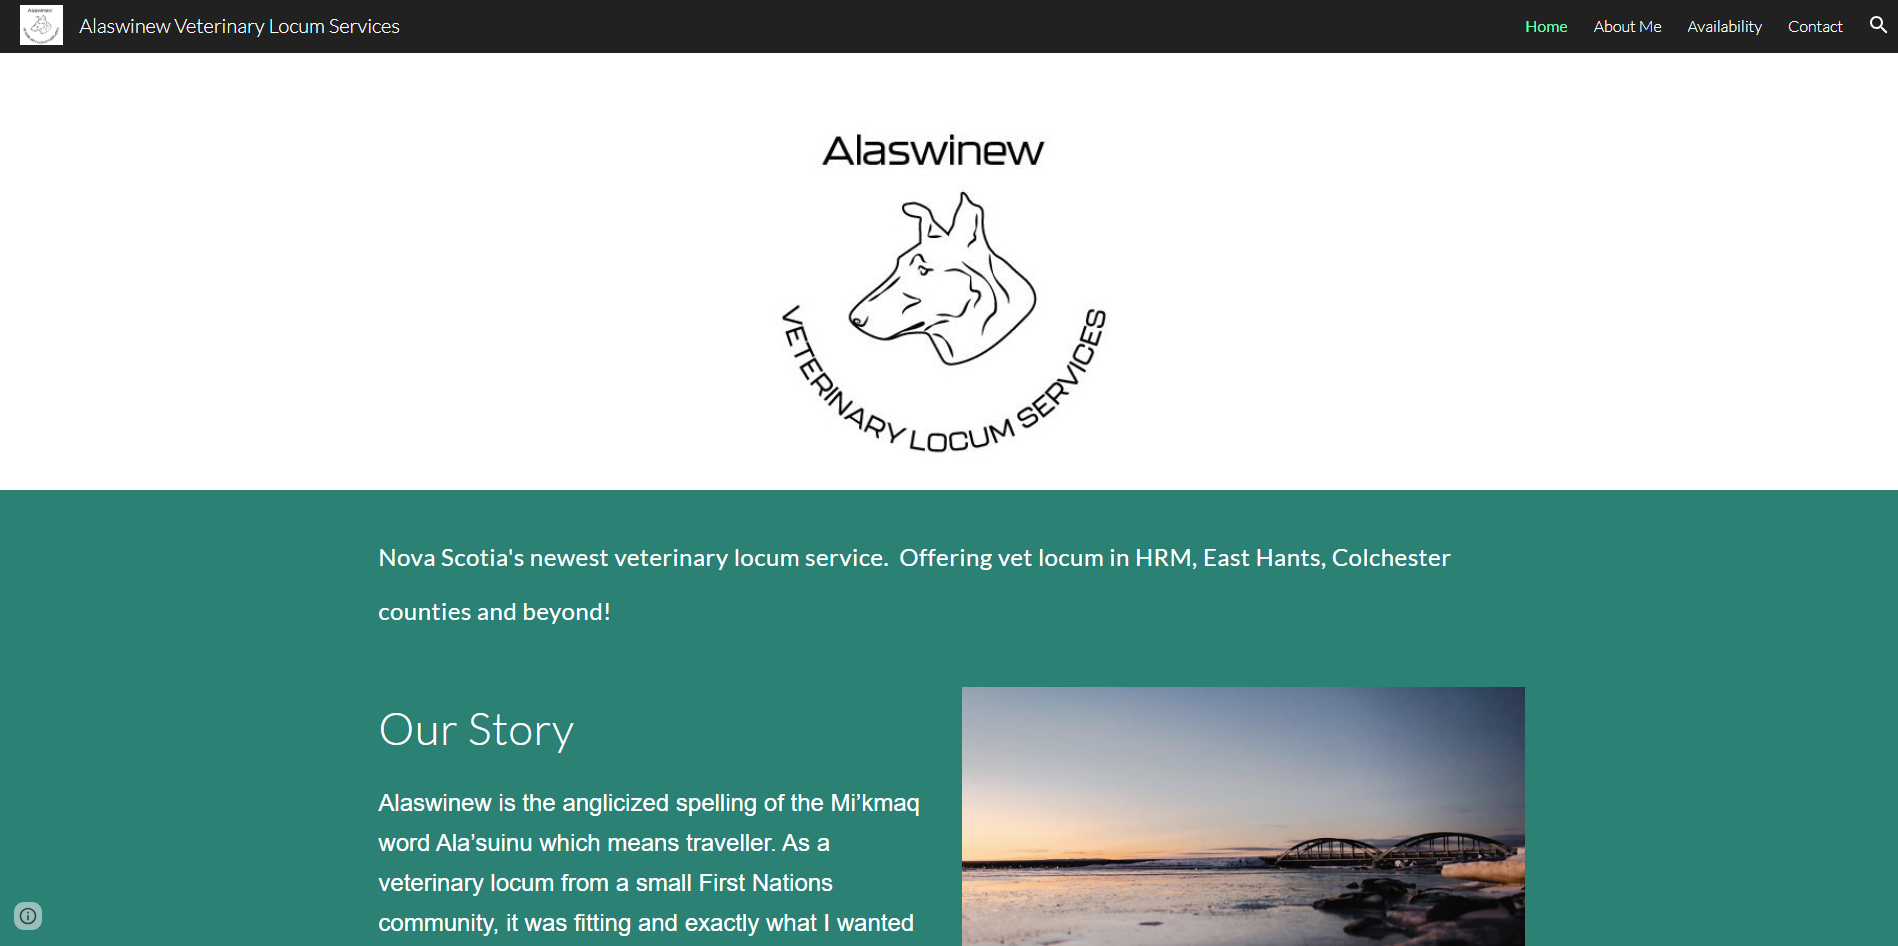 Alaswinew Veterinary Locum Services
Home About Me Availability Contact
Alaswinew
VETERINARY LOCUM SERVICES
Nova Scotia's newest veterinary locum service.  Offering vet locum in HRM, East Hants, Colchester
counties and beyond!
Our Story
Alaswinew is the anglicized spelling of the Mi’kmaq
word Ala’suinu which means traveller. As a
veterinary locum from a small First Nations
community, it was fitting and exactly what I wanted